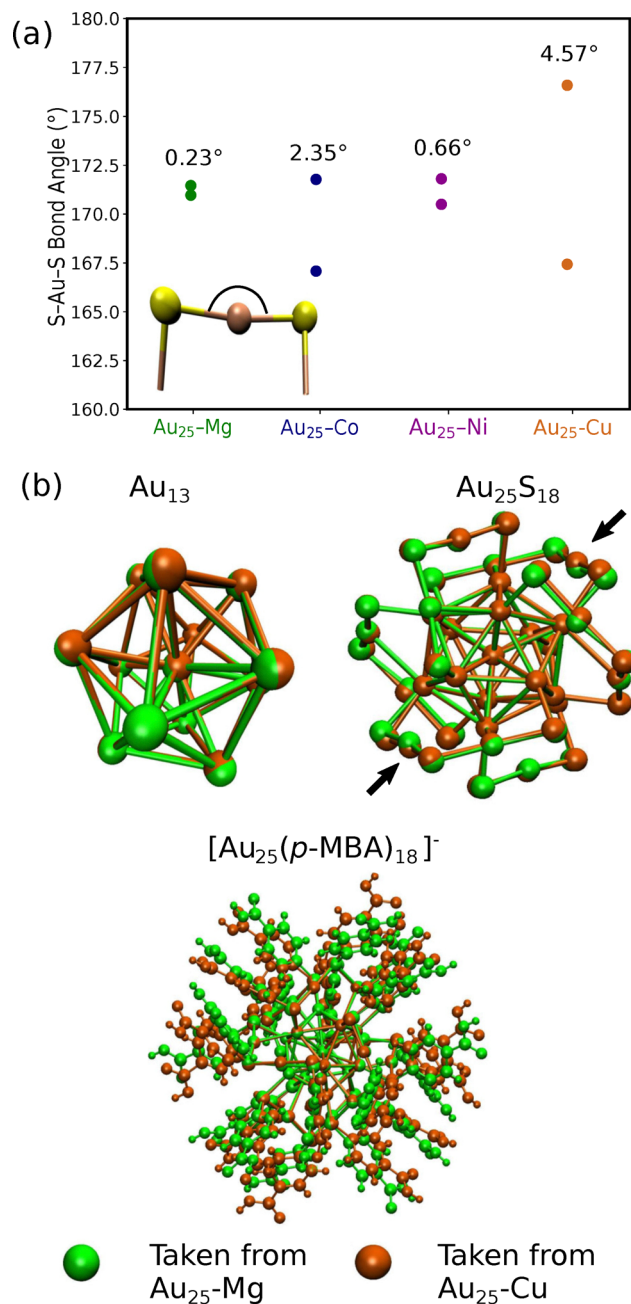 (a)
180.0
177.5
175.0
172.5
170.0
167.5
165.0
162.5
160.0
S–Au–S Bond Angle (°)
0.23°
2.35°
0.66°
4.57°
Au₂₅–Mg
Au₂₅–Co
Au₂₅–Ni
Au₂₅-Cu
(b)
Au₁₃
Au₂₅S₁₈
[Au₂₅(p-MBA)₁₈]⁻
Taken from
Au₂₅-Mg
Taken from
Au₂₅-Cu